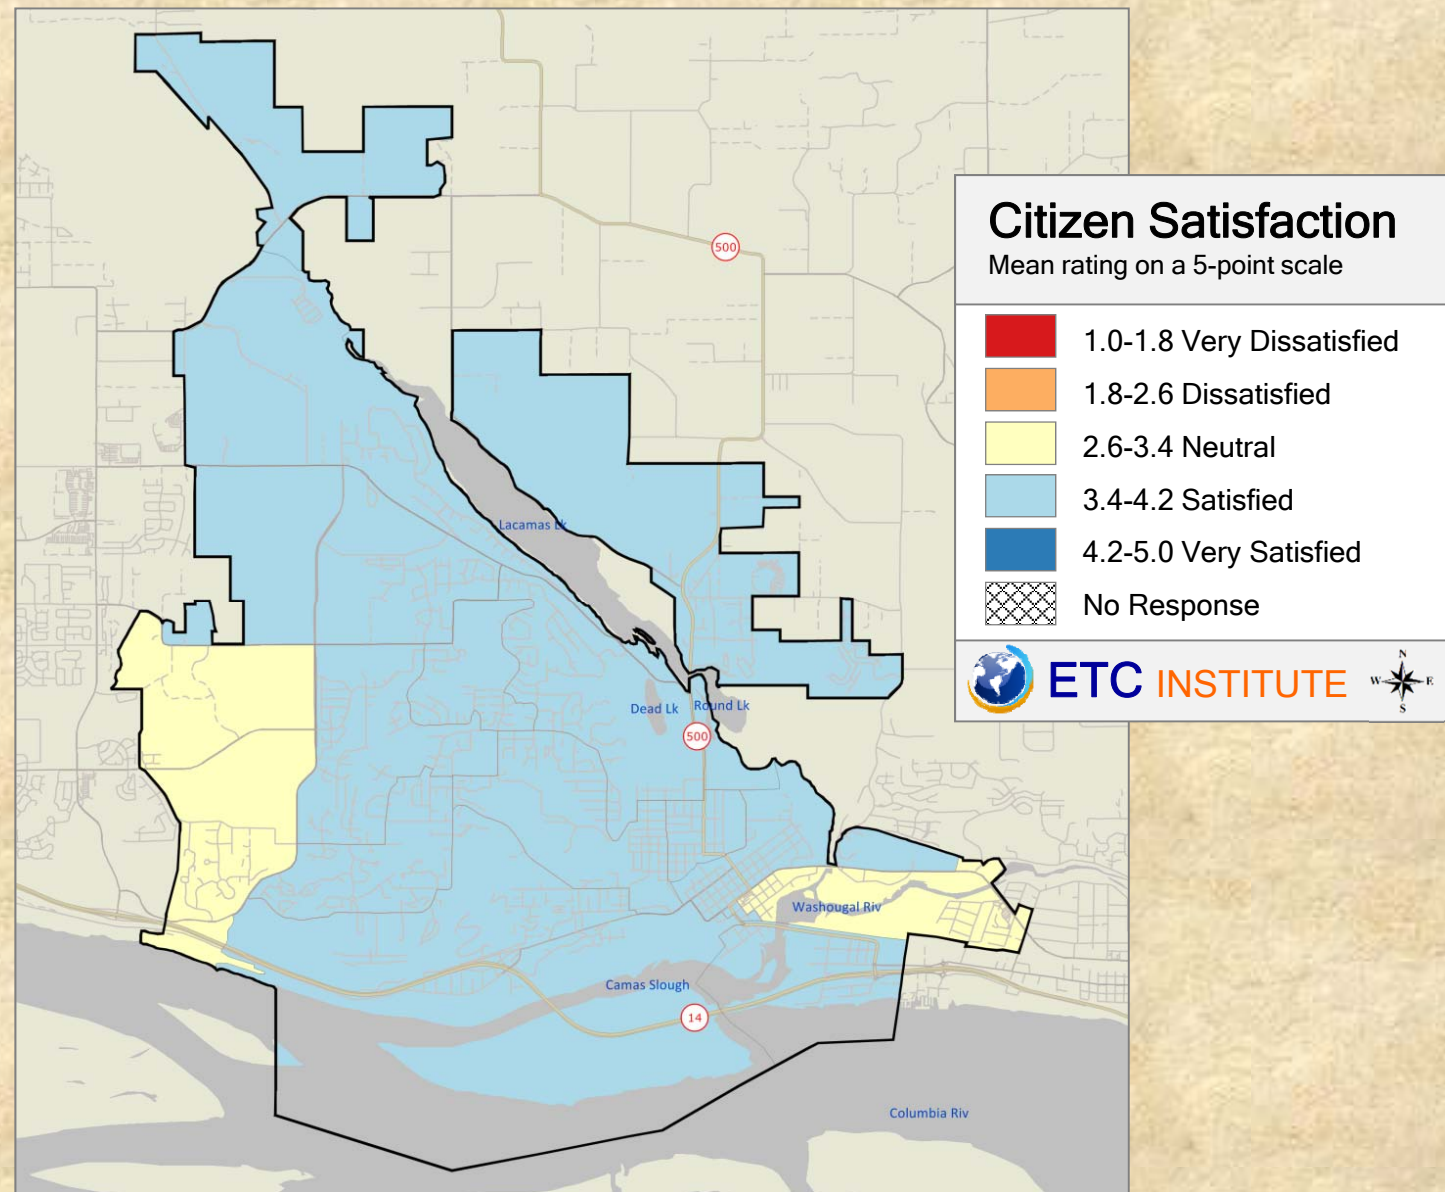 500
Citizen Satisfaction
Mean rating on a 5-point scale
1.0-1.8 Very Dissatisfied
1.8-2.6 Dissatisfied
2.6-3.4 Neutral
3.4-4.2 Satisfied
4.2-5.0 Very Satisfied
No Response
ETC INSTITUTE
N
W E
S
Lacamas Lk
Dead Lk
Round Lk
500
Washougal Riv
Camas Slough
14
Columbia Riv